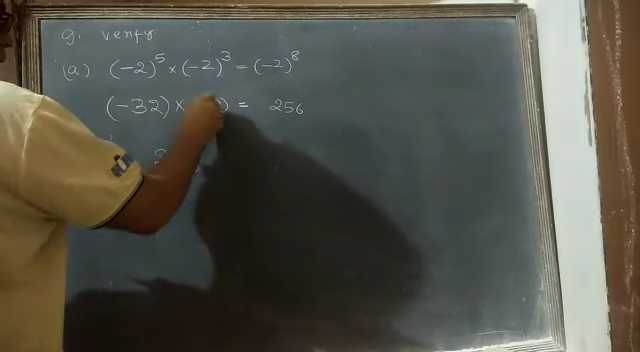 9. verify
(a) (-2)⁵ × (-2)³ = (-2)⁸
(-32) × ) = 256